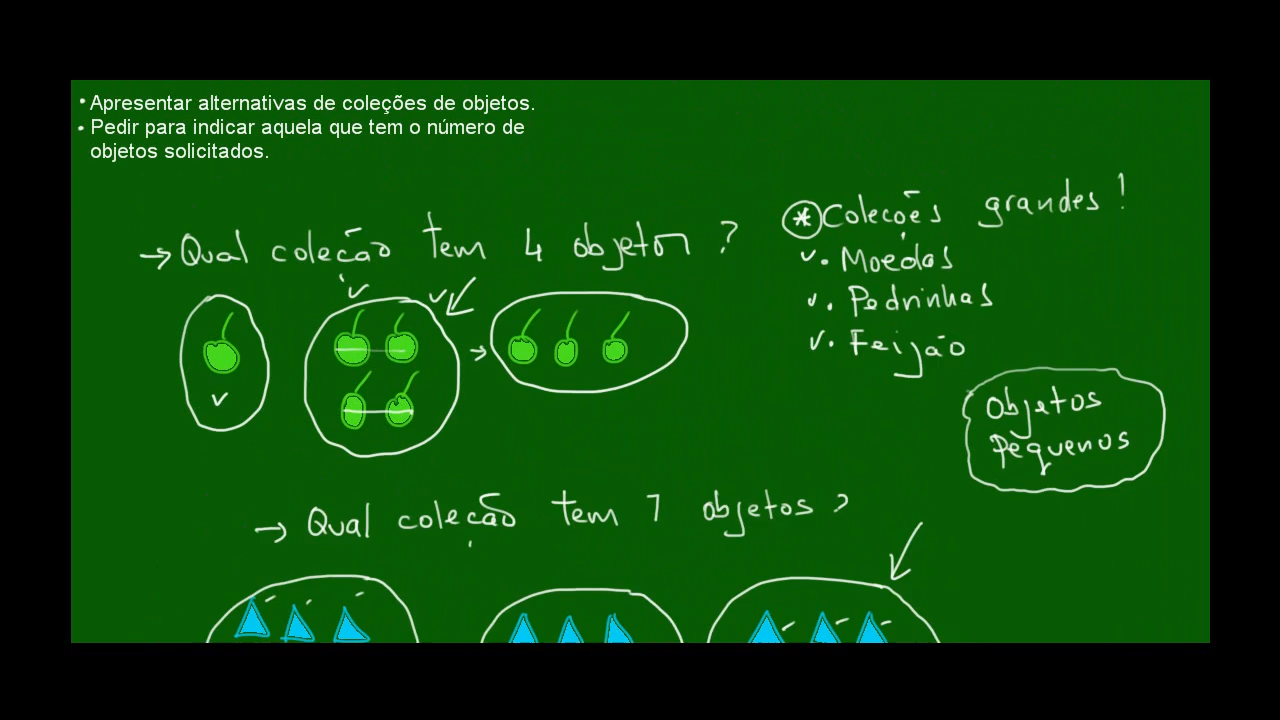 • Apresentar alternativas de coleções de objetos.
• Pedir para indicar aquela que tem o número de
objetos solicitados.
→ Qual coleção tem 4 objetos ?
* Coleções grandes !
• Moedas
• Pedrinhas
• Feijão
Objetos
Pequenos
→ Qual coleção tem 7 objetos ?